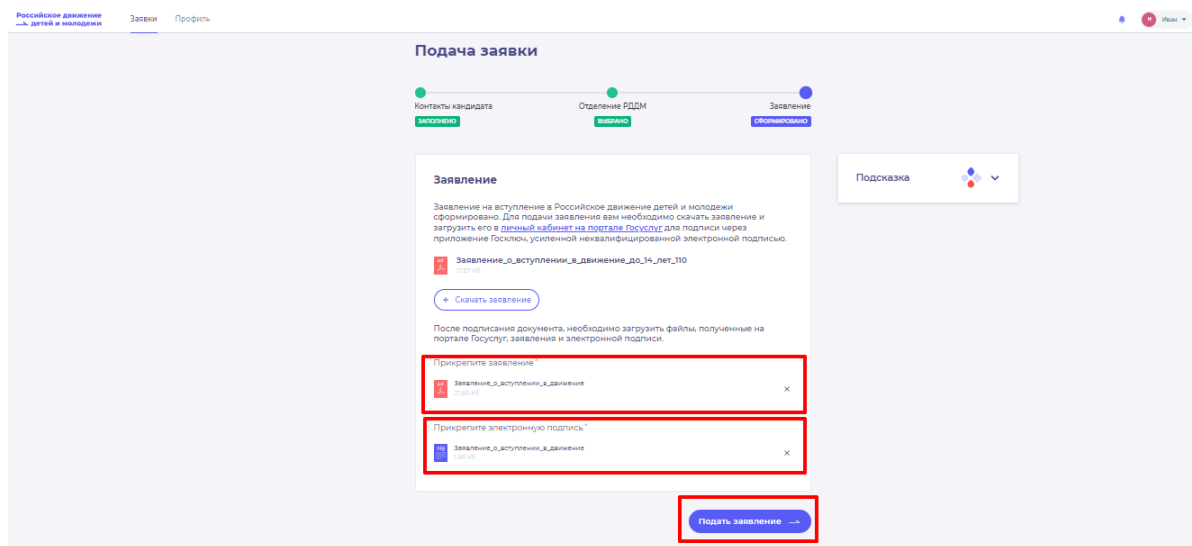 Российское движение
детей и молодежи
Заявки
Профиль
Иван
Подача заявки
Контакты кандидата
ЗАПОЛНЕНО
Отделение РДДМ
ВЫБРАНО
Заявление
СФОРМИРОВАНО
Заявление
Заявление на вступление в Российское движение детей и молодежи
сформировано. Для подачи заявления вам необходимо скачать заявление и
загрузить его в личный кабинет на портале Госуслуг для подписи через
приложение Госключ, усиленной неквалифицированной электронной подписью.
Заявление_о_вступлении_в_движение_до_14_лет_110
21.57 Кб
+ Скачать заявление
После подписания документа, необходимо загрузить файлы, полученные на
портале Госуслуг, заявления и электронной подписи.
Прикрепите заявление*
Заявление_о_вступлении_в_движение
Прикрепите электронную подпись*
Заявление_о_вступлении_в_движение
Подать заявление
Подсказка